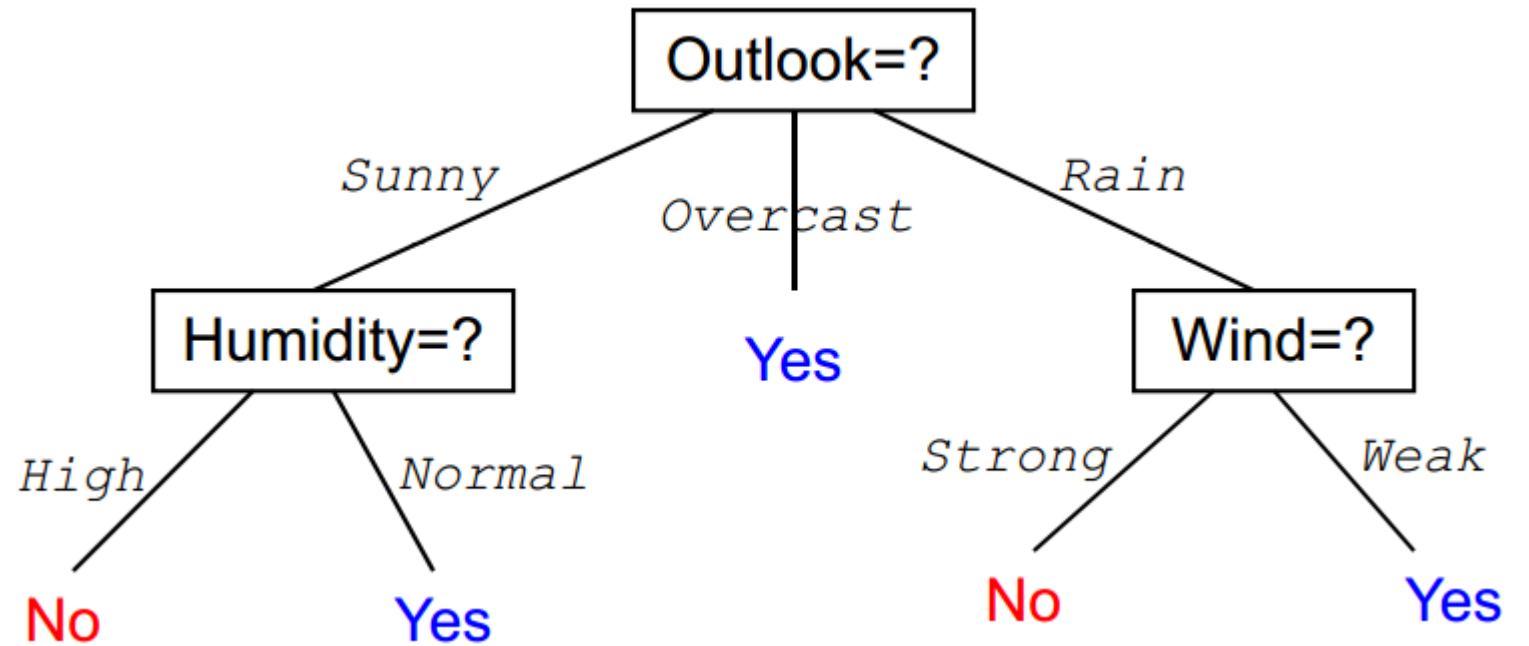 Outlook=?
Sunny
Overcast
Rain
Humidity=?
Yes
Wind=?
High
Normal
Strong
Weak
No
Yes
No
Yes